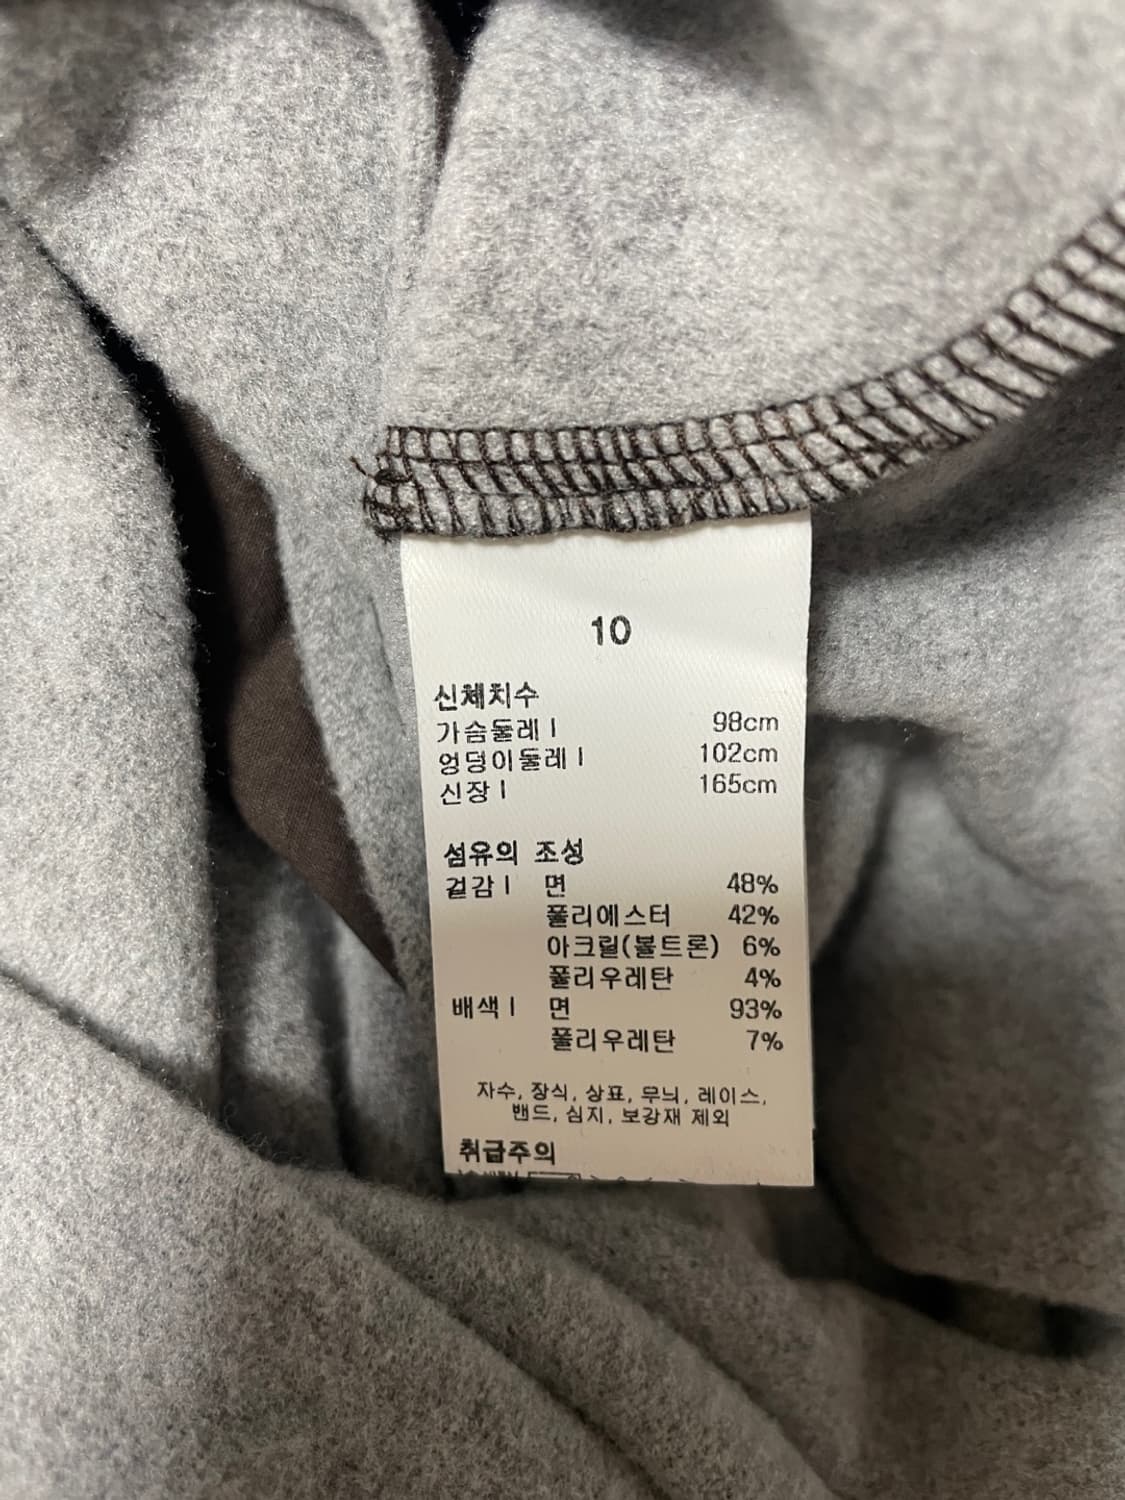 10
신체치수
가슴둘레 | 98cm
엉덩이둘레 | 102cm
신장 | 165cm
섬유의 조성
겉감 | 면 48%
폴리에스터 42%
아크릴(볼트론) 6%
폴리우레탄 4%
배색 | 면 93%
폴리우레탄 7%
자수, 장식, 상표, 무늬, 레이스,
밴드, 심지, 보강재 제외
취급주의